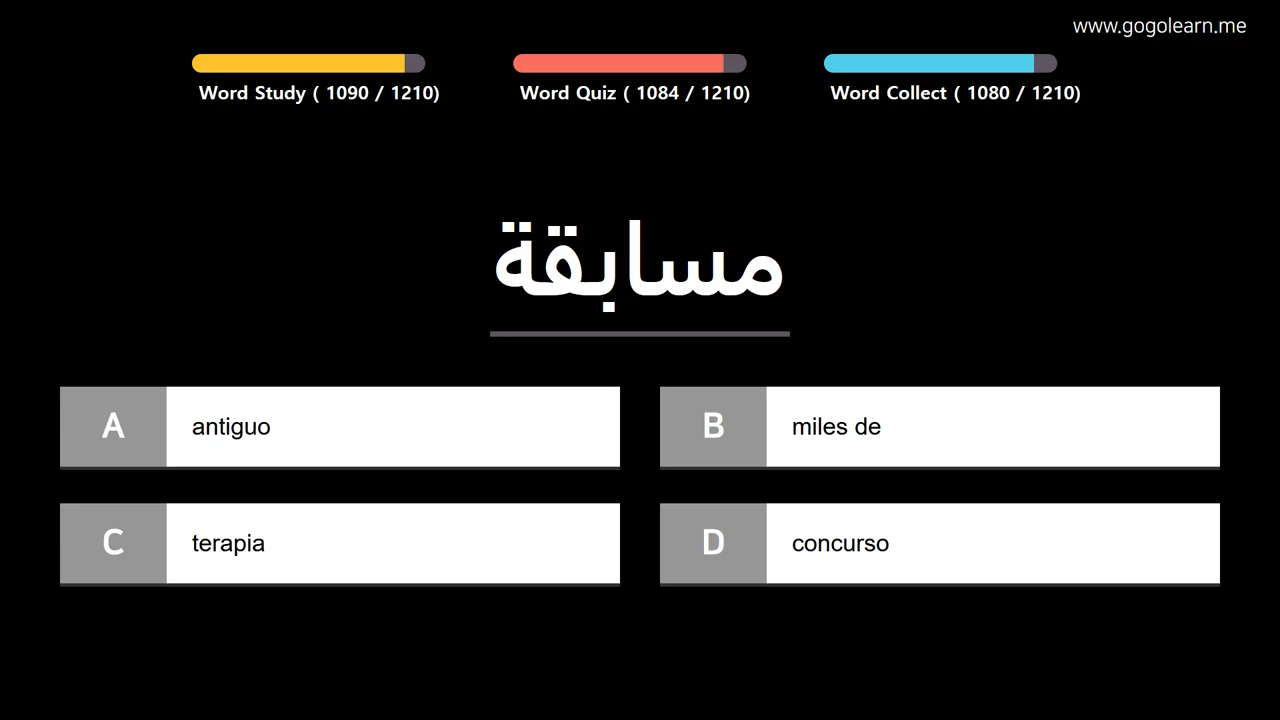 www.gogolearn.me
Word Study ( 1090 / 1210)
Word Quiz ( 1084 / 1210)
Word Collect ( 1080 / 1210)
مسابقة
A antiguo
B miles de
C terapia
D concurso